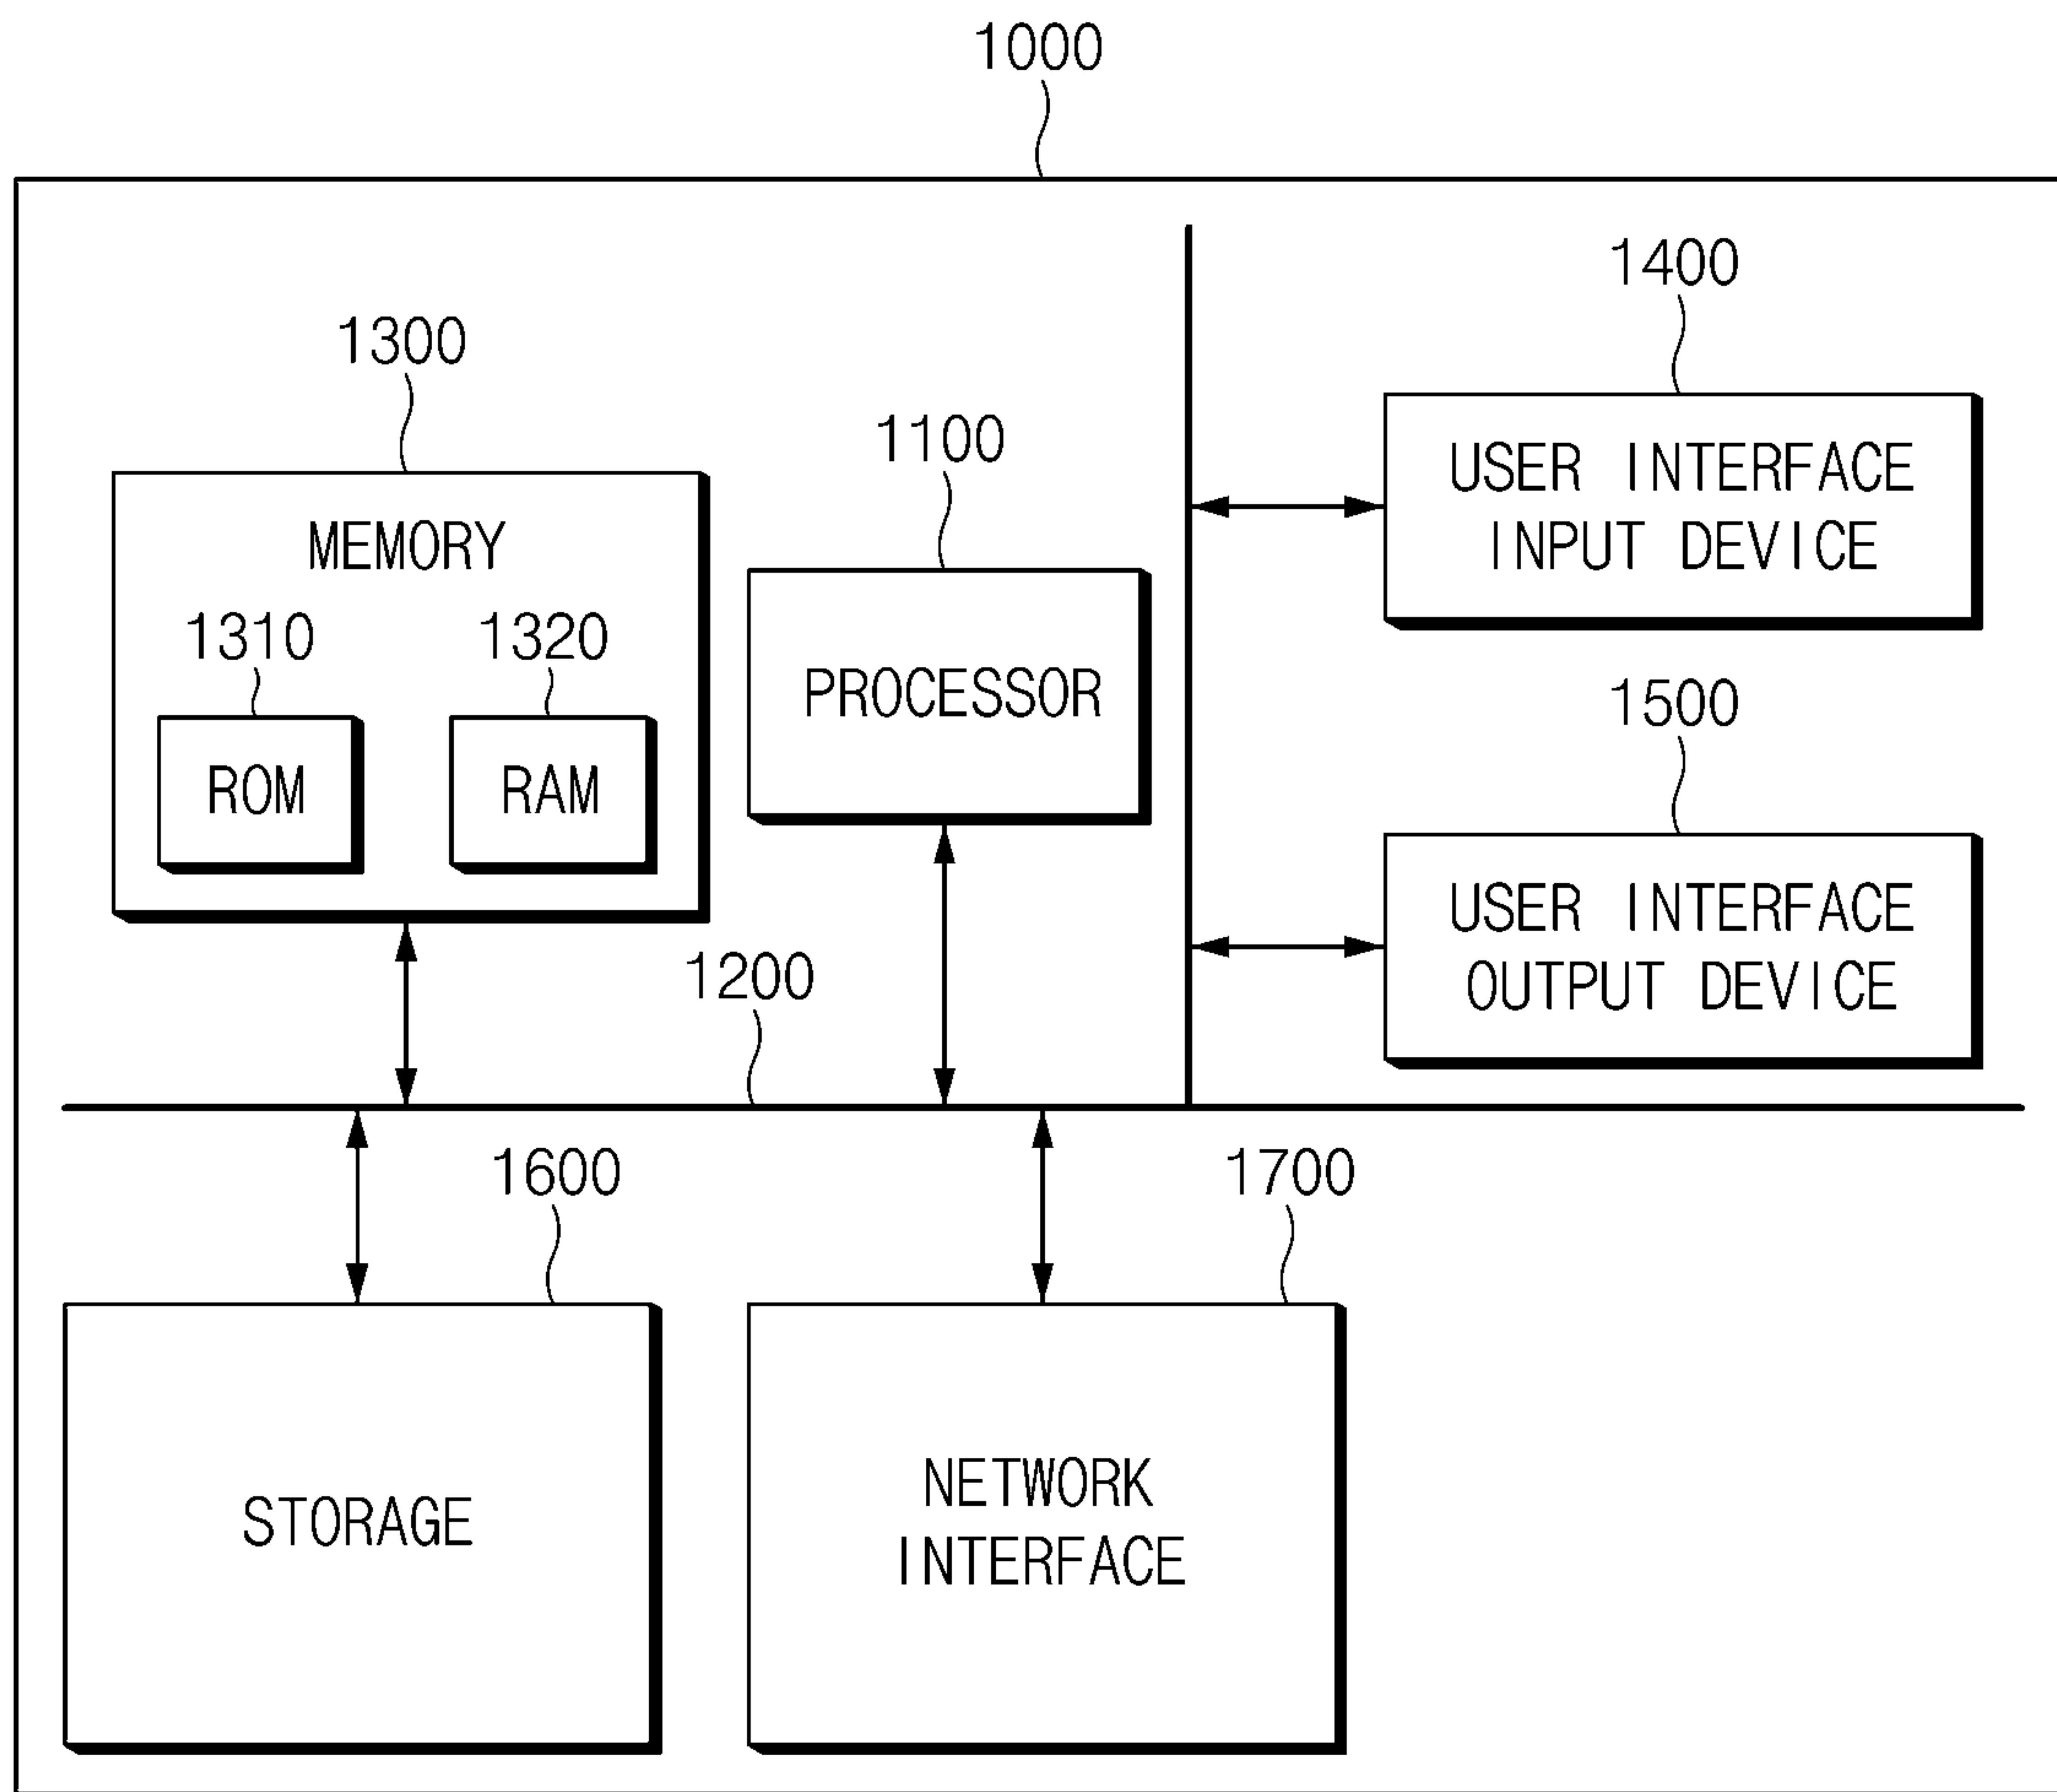 1000
1400
1300
1100
USER INTERFACE
INPUT DEVICE
MEMORY
1310
1320
PROCESSOR
1500
ROM
RAM
USER INTERFACE
OUTPUT DEVICE
1200
1600
1700
STORAGE
NETWORK
INTERFACE